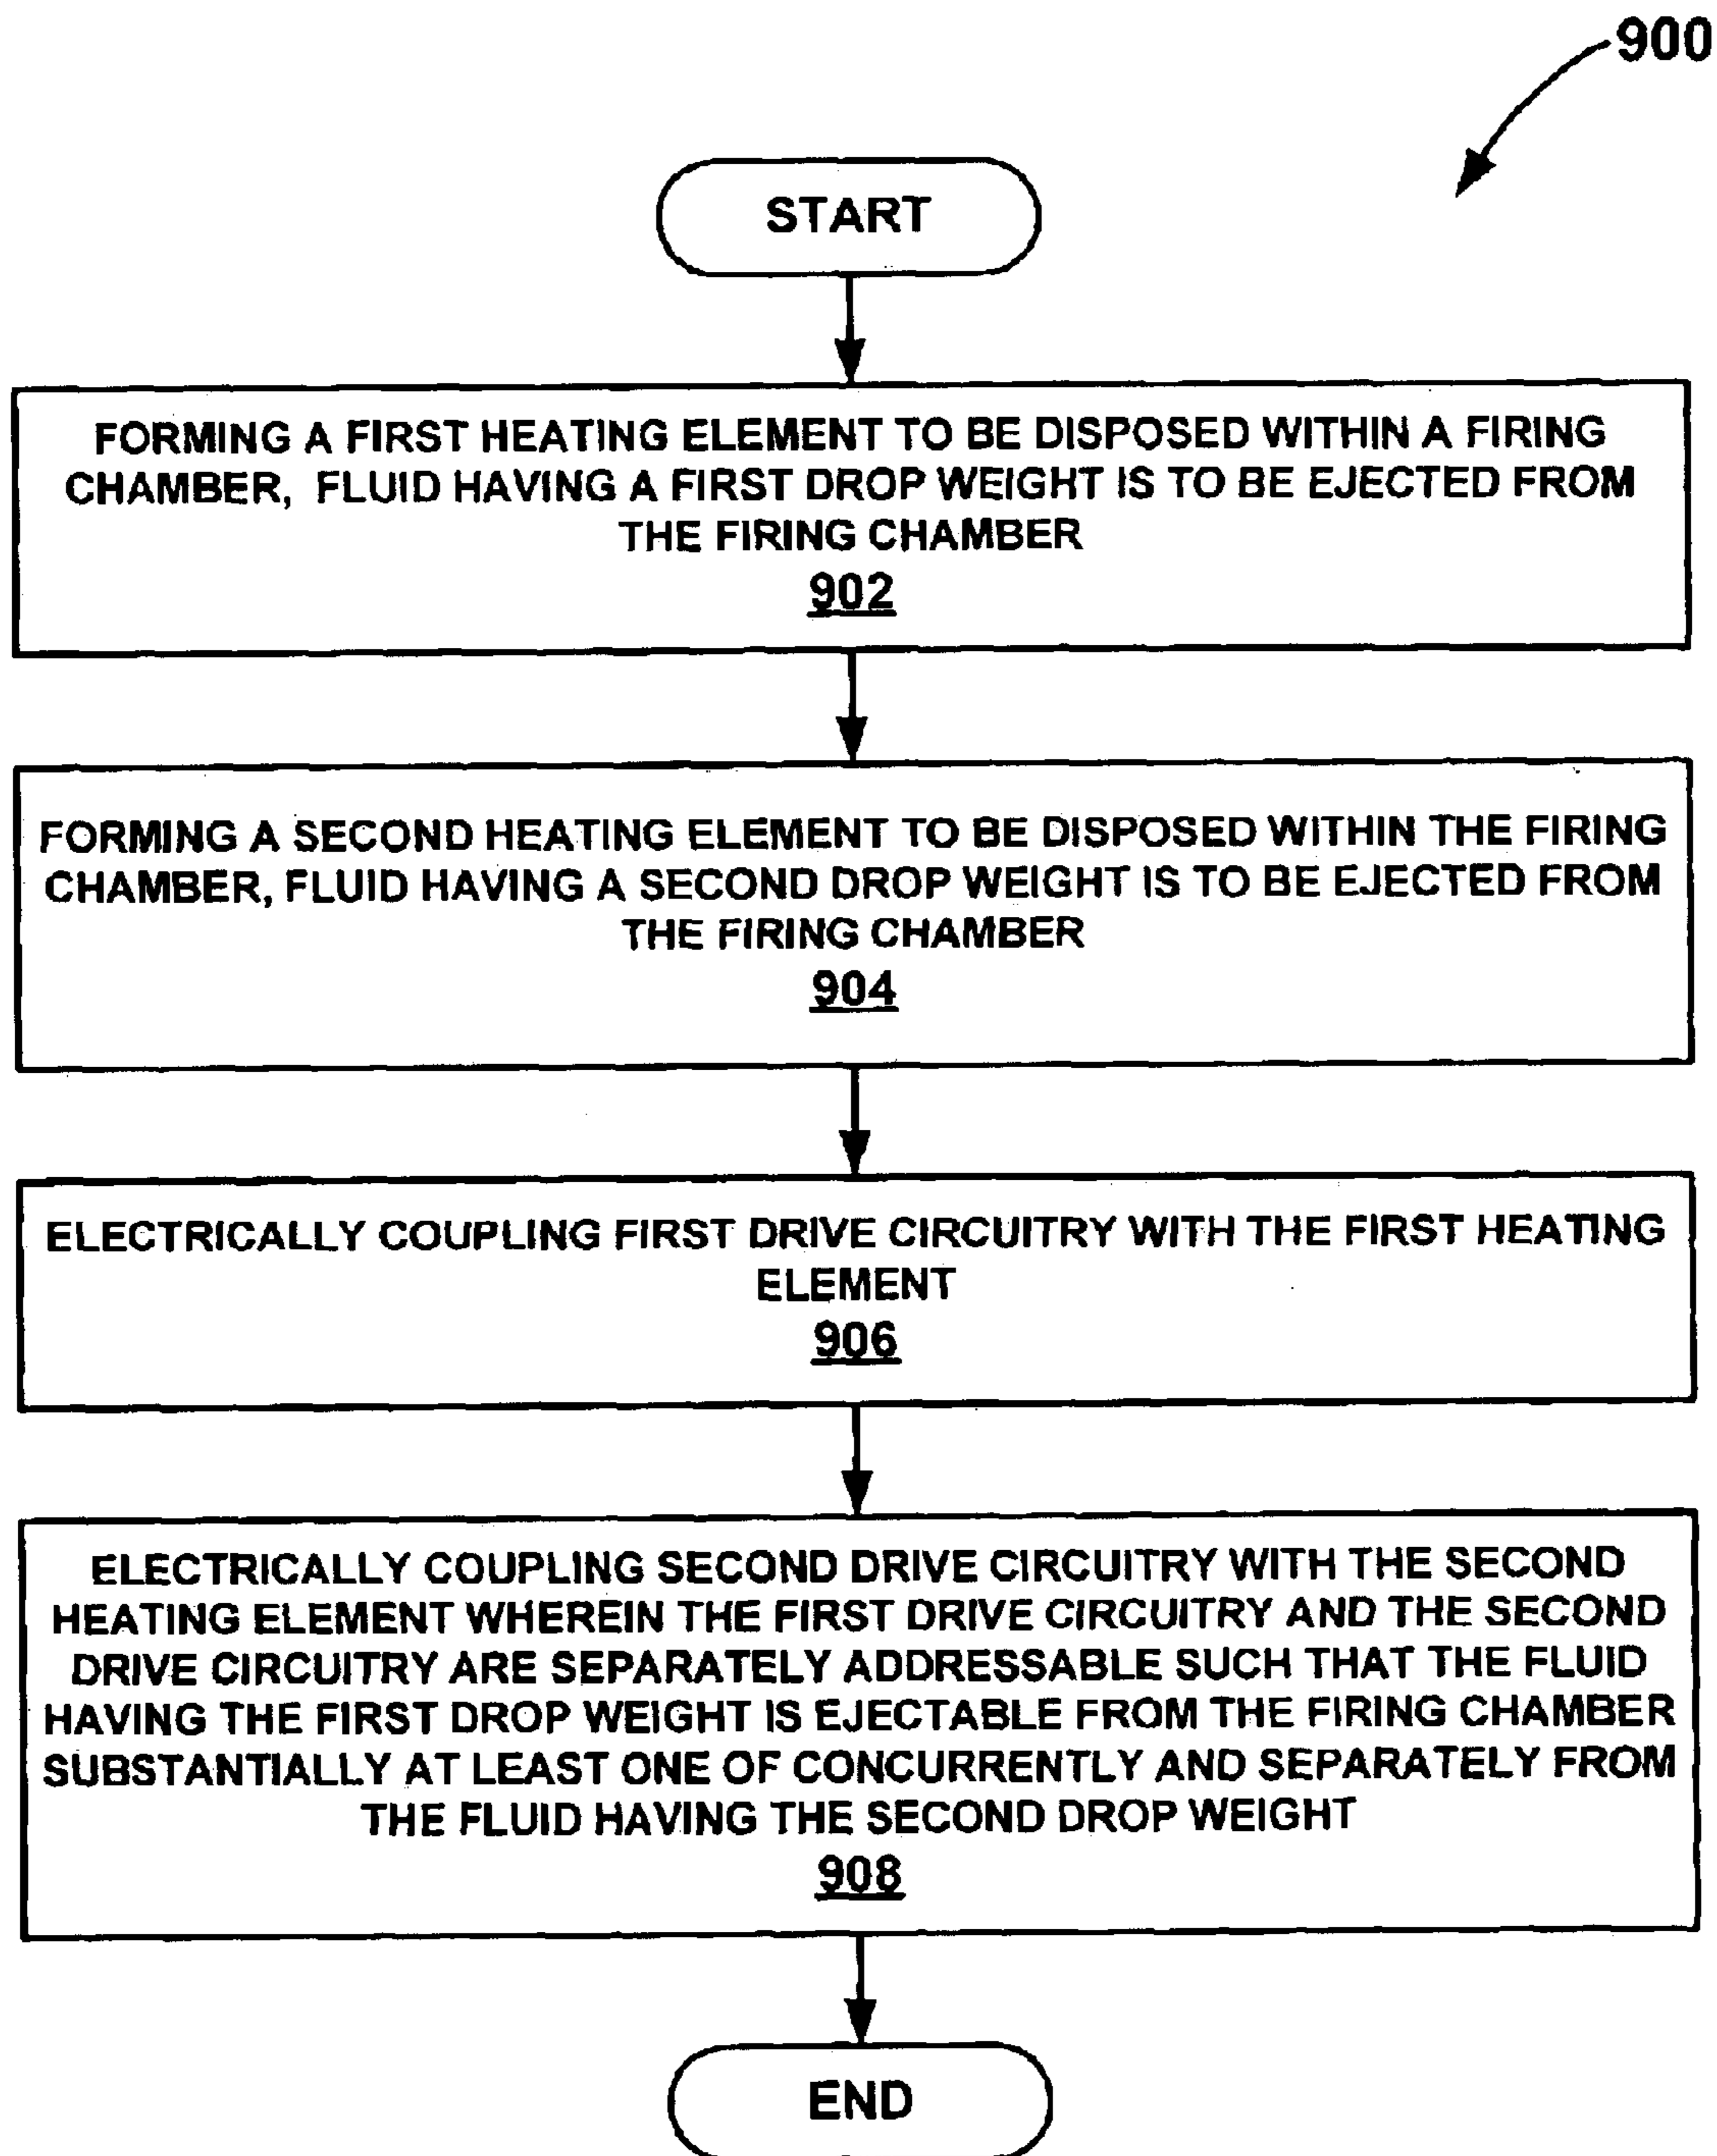 900
START
FORMING A FIRST HEATING ELEMENT TO BE DISPOSED WITHIN A FIRING
CHAMBER, FLUID HAVING A FIRST DROP WEIGHT IS TO BE EJECTED FROM
THE FIRING CHAMBER
902
FORMING A SECOND HEATING ELEMENT TO BE DISPOSED WITHIN THE FIRING
CHAMBER, FLUID HAVING A SECOND DROP WEIGHT IS TO BE EJECTED FROM
THE FIRING CHAMBER
904
ELECTRICALLY COUPLING FIRST DRIVE CIRCUITRY WITH THE FIRST HEATING
ELEMENT
906
ELECTRICALLY COUPLING SECOND DRIVE CIRCUITRY WITH THE SECOND
HEATING ELEMENT WHEREIN THE FIRST DRIVE CIRCUITRY AND THE SECOND
DRIVE CIRCUITRY ARE SEPARATELY ADDRESSABLE SUCH THAT THE FLUID
HAVING THE FIRST DROP WEIGHT IS EJECTABLE FROM THE FIRING CHAMBER
SUBSTANTIALLY AT LEAST ONE OF CONCURRENTLY AND SEPARATELY FROM
THE FLUID HAVING THE SECOND DROP WEIGHT
908
END